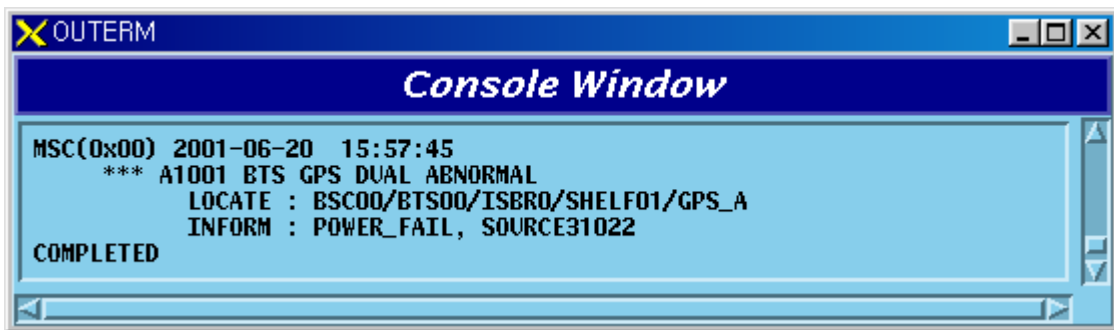 OUTERM
Console Window
MSC(0x00) 2001-06-20 15:57:45
*** A1001 BTS GPS DUAL ABNORMAL
LOCATE : BSC00/BTS00/ISBR0/SHELF01/GPS_A
INFORM : POWER_FAIL, SOURCE31022
COMPLETED